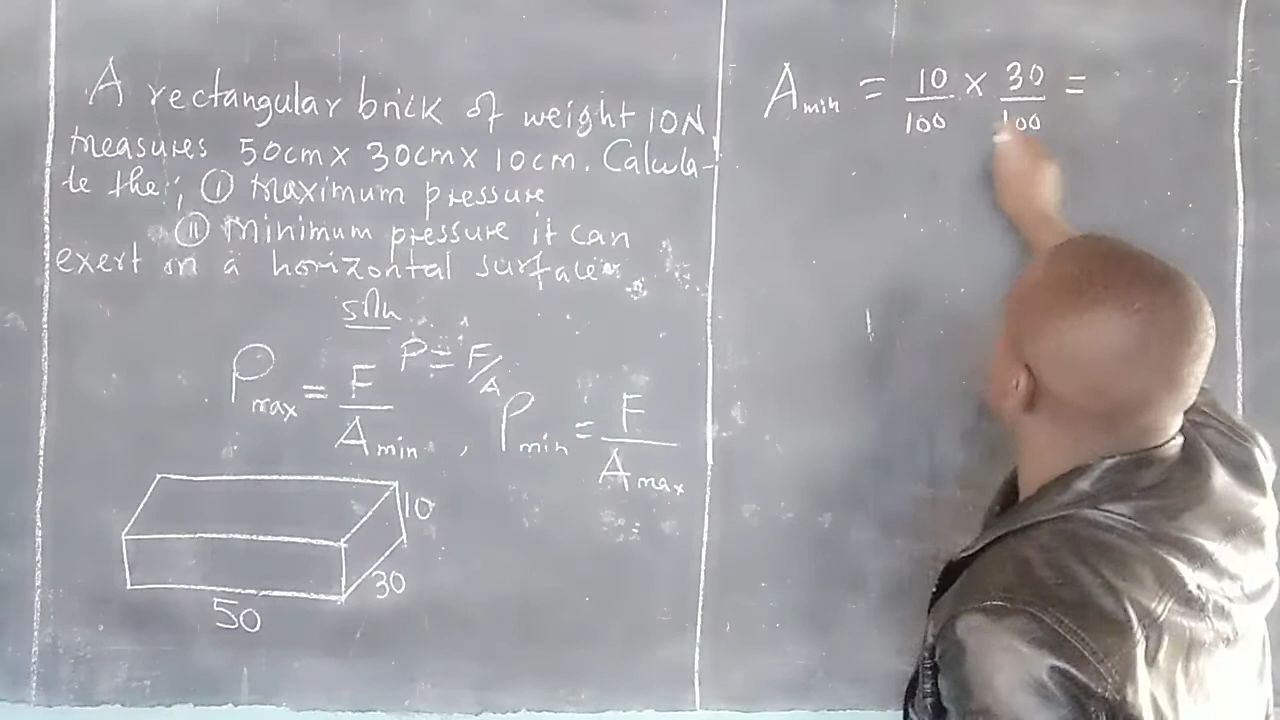 A rectangular brick of weight 10N
measures 50cm x 30cm x 10cm. Calcula-
te the; (i) Maximum pressure
(ii) Minimum pressure it can
exert on a horizontal surface.
soln
P = F/A
Pmax = F/Amin, Pmin = F/Amax
10
30
50
Amin = 10/100 x 30/100 =